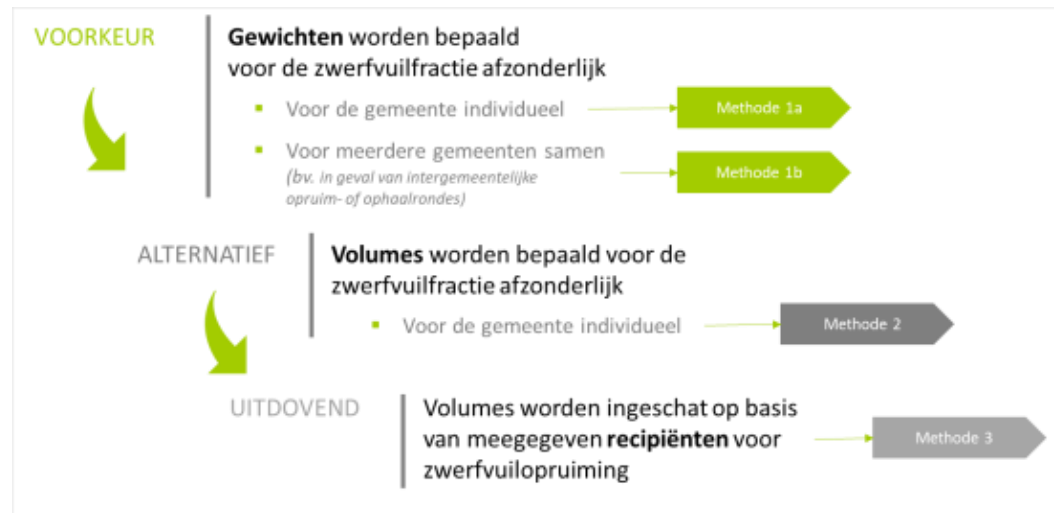 VOORKEUR
Gewichten worden bepaald
voor de zwerfvuilfractie afzonderlijk
▪ Voor de gemeente individueel
Methode 1a
▪ Voor meerdere gemeenten samen
(bv. in geval van intergemeentelijke
opruim- of ophaalrondes)
Methode 1b
ALTERNATIEF
Volumes worden bepaald voor de
zwerfvuilfractie afzonderlijk
▪ Voor de gemeente individueel
Methode 2
UITDOVEND
Volumes worden ingeschat op basis
van meegegeven recipiënten voor
zwerfvuilopruiming
Methode 3